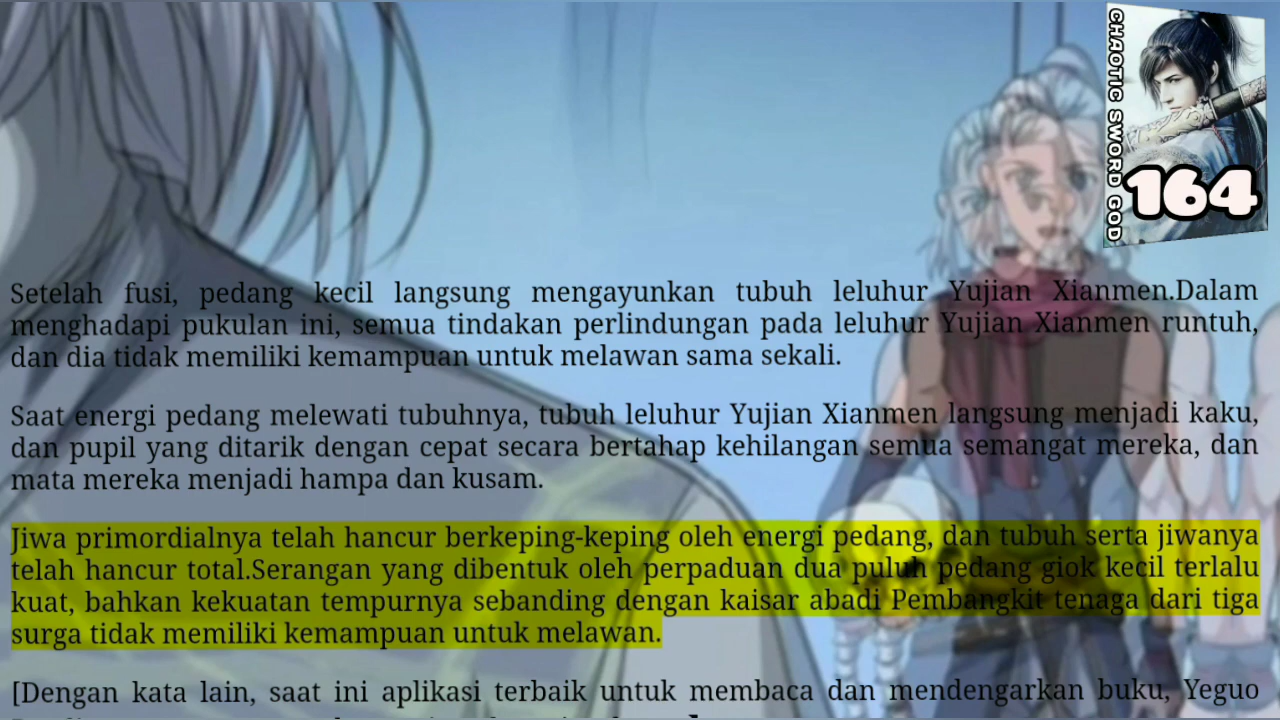 CHAOTIC SWORD GOD
164
Setelah fusi, pedang kecil langsung mengayunkan tubuh leluhur Yujian Xianmen.Dalam
menghadapi pukulan ini, semua tindakan perlindungan pada leluhur Yujian Xianmen runtuh,
dan dia tidak memiliki kemampuan untuk melawan sama sekali.
Saat energi pedang melewati tubuhnya, tubuh leluhur Yujian Xianmen langsung menjadi kaku,
dan pupil yang ditarik dengan cepat secara bertahap kehilangan semua semangat mereka, dan
mata mereka menjadi hampa dan kusam.
Jiwa primordialnya telah hancur berkeping-keping oleh energi pedang, dan tubuh serta jiwanya
telah hancur total.Serangan yang dibentuk oleh perpaduan dua puluh pedang giok kecil terlalu
kuat, bahkan kekuatan tempurnya sebanding dengan kaisar abadi Pembangkit tenaga dari tiga
surga tidak memiliki kemampuan untuk melawan.
[Dengan kata lain, saat ini aplikasi terbaik untuk membaca dan mendengarkan buku, Yeguo